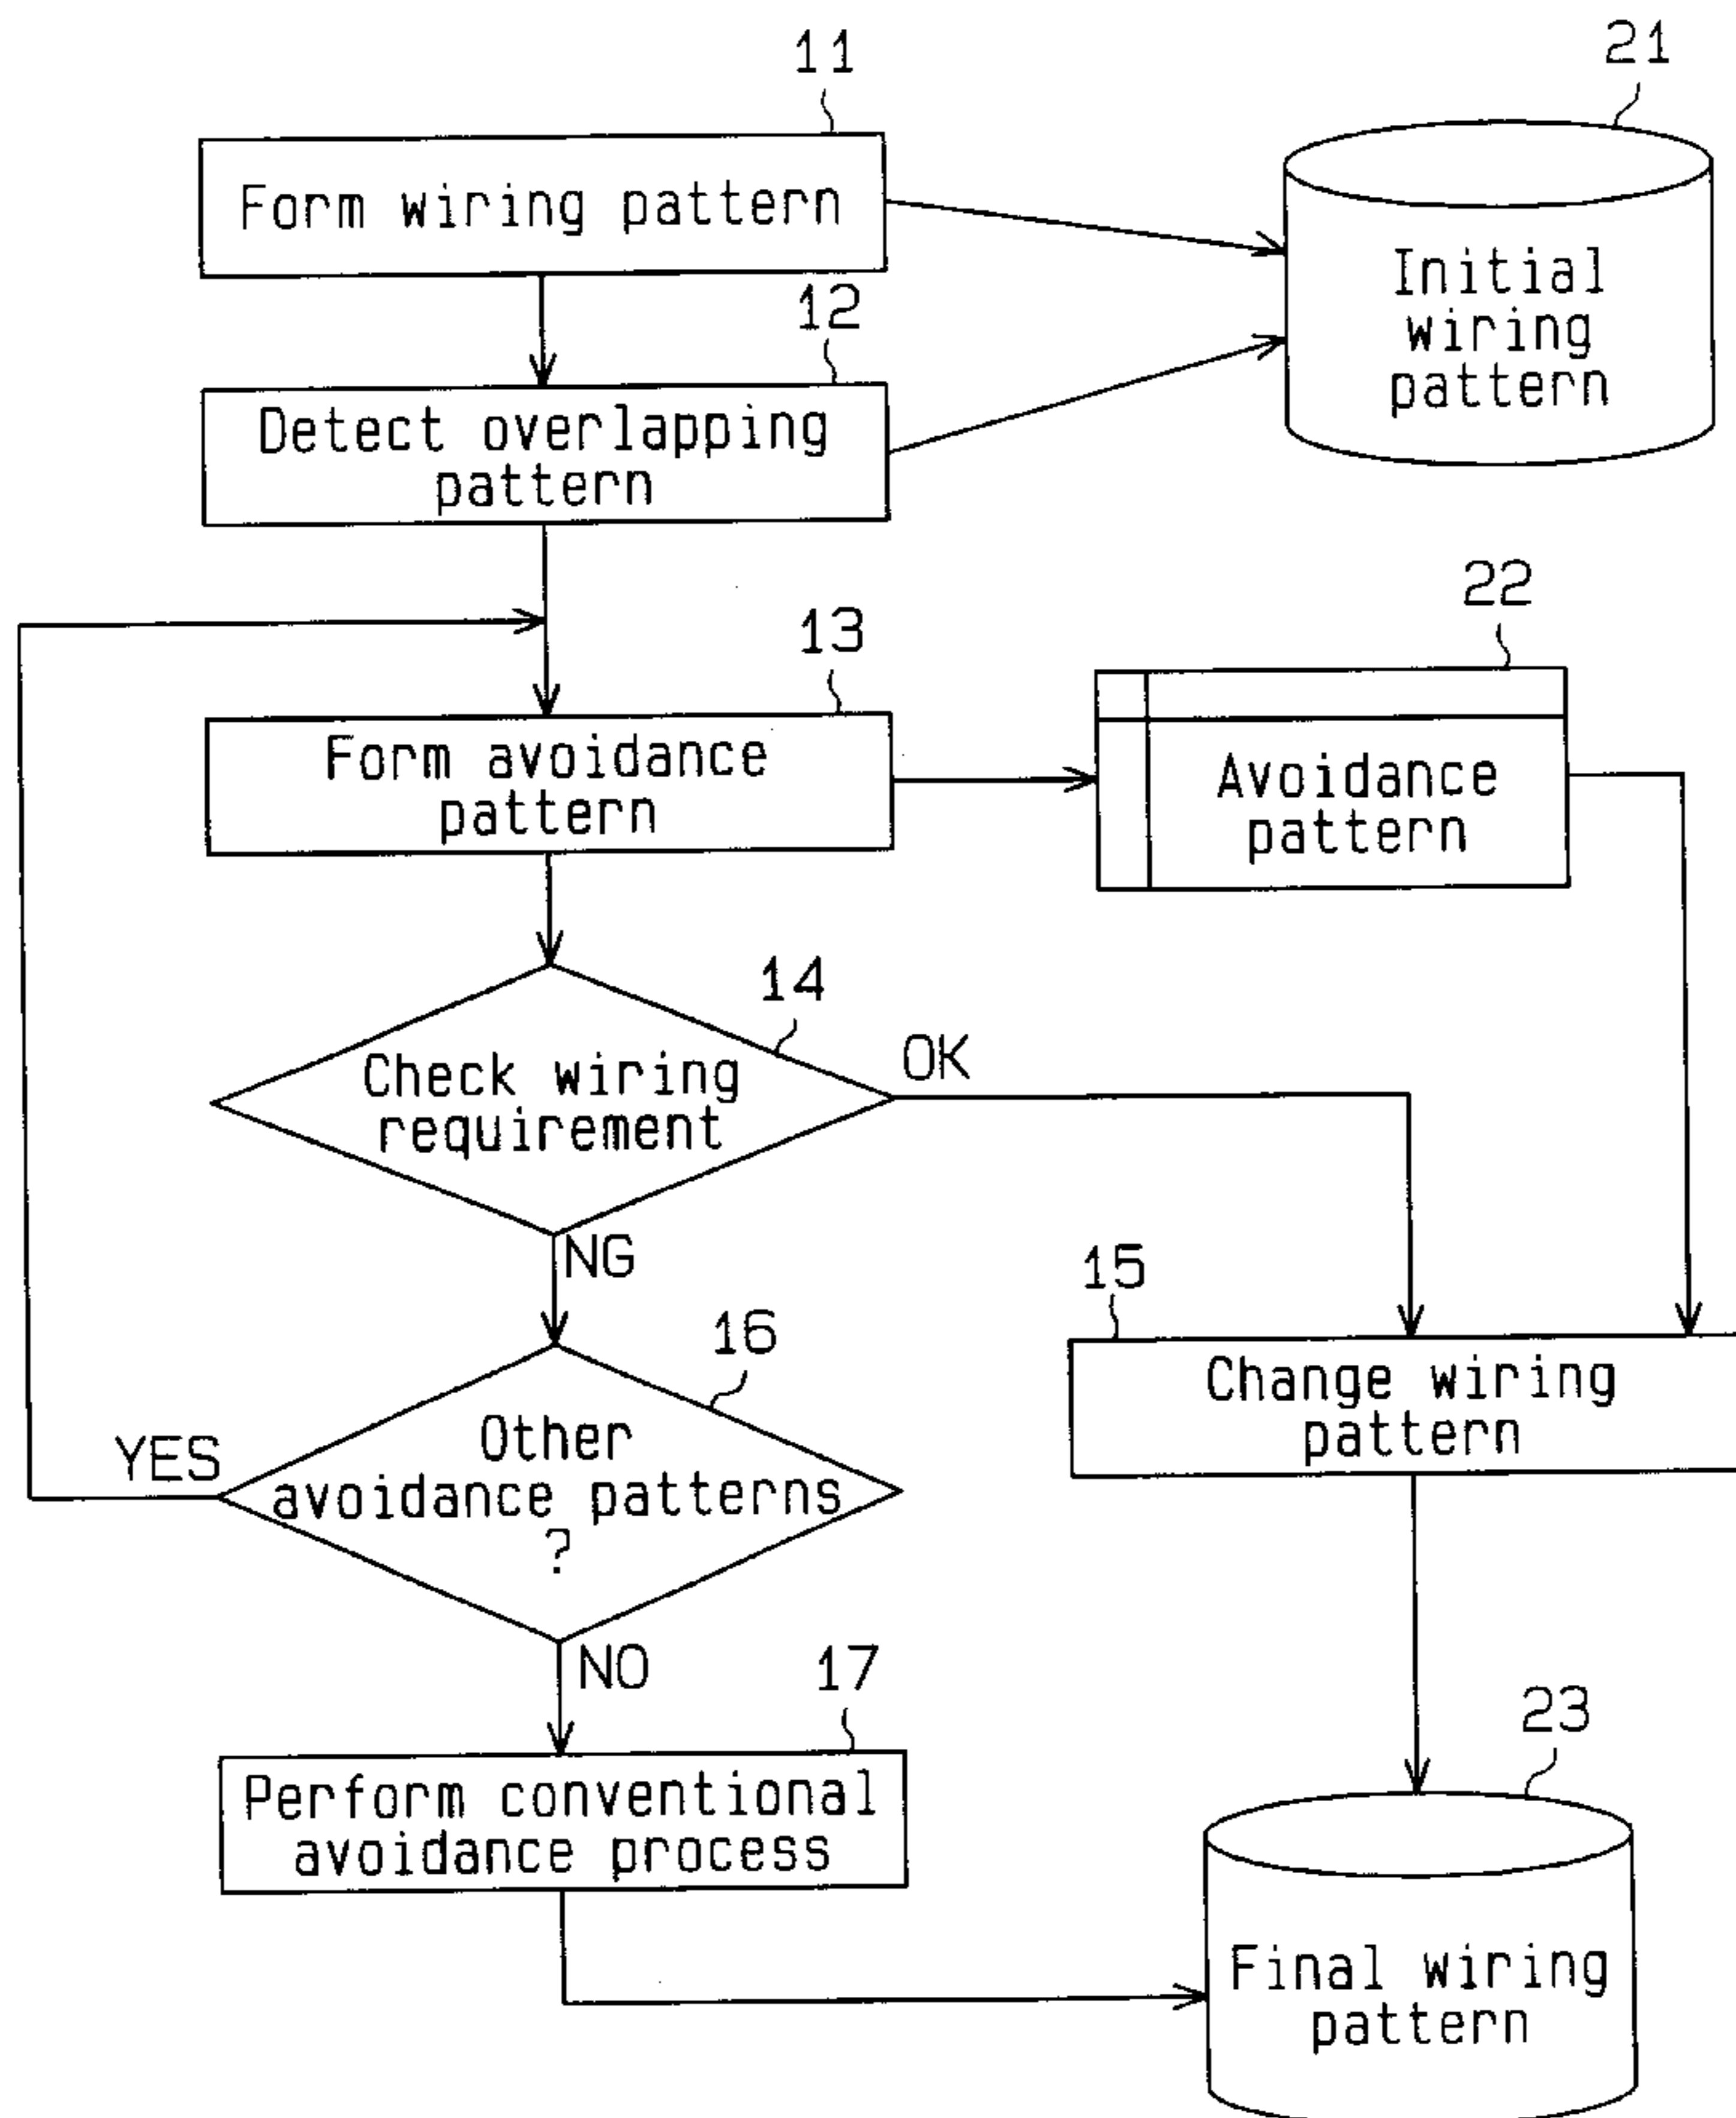 11
21
Form wiring pattern
Initial
wiring
pattern
12
Detect overlapping
pattern
22
13
Form avoidance
pattern
Avoidance
pattern
14
OK
Check wiring
requirement
NG
15
16
Change wiring
pattern
YES
Other
avoidance patterns
?
NO
17
23
Perform conventional
avoidance process
Final wiring
pattern